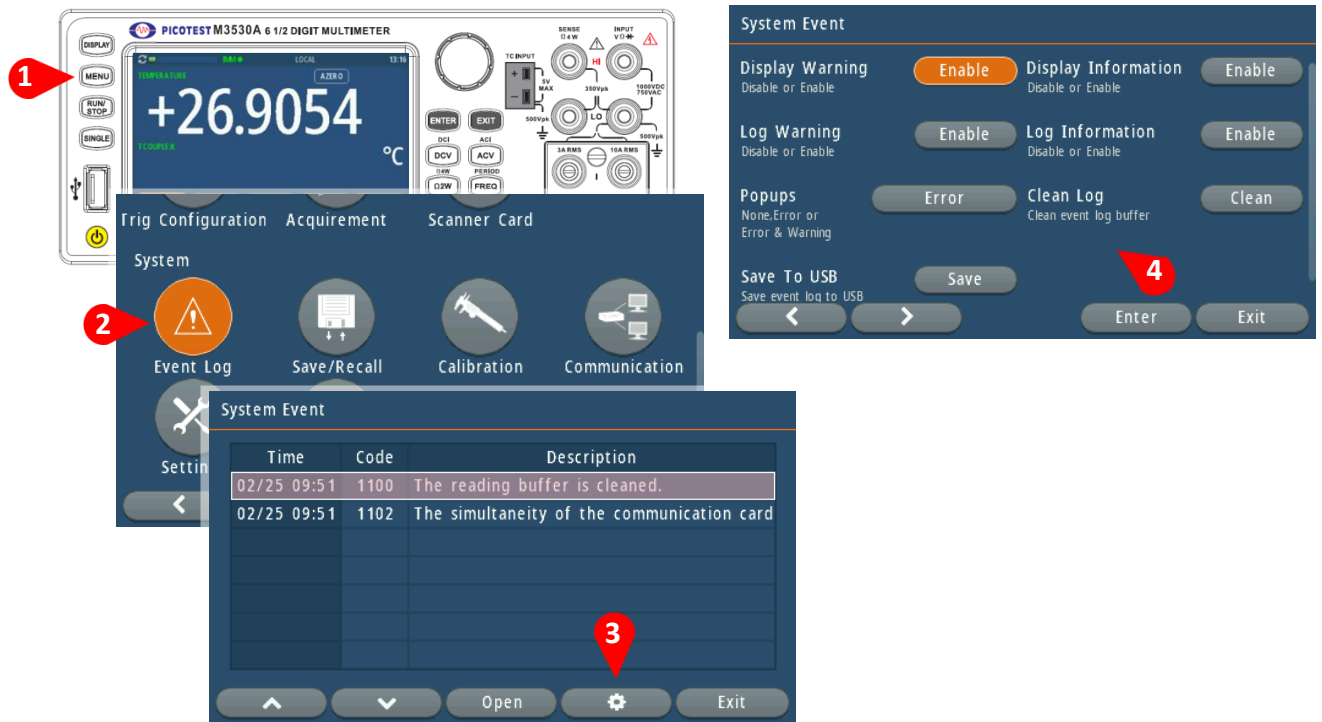 PICOTEST M3530A 6 1/2 DIGIT MULTIMETER
DISPLAY
1
MENU
RUN/
STOP
SINGLE
LOCAL
13:16
TEMPERATURE
AZERO
+26.9054
TCOUPLE:K
°C
SENSE
Ω 4 W
INPUT
HI
TC INPUT
+
−
5V
MAX
350Vpk
1000VDC
750VAC
500Vpk
LO
500Vpk
ENTER
EXIT
DCI
ACI
DCV
ACV
Ω4W
PERIOD
Ω2W
FREQ
3A RMS
10A RMS
I
Trig Configuration
Acquirement
Scanner Card
System
2
Event Log
Save/Recall
Calibration
Communication
Settin
System Event
Time
Code
Description
02/25 09:51
1100
The reading buffer is cleaned.
02/25 09:51
1102
The simultaneity of the communication card
3
Open
Exit
System Event
Display Warning
Enable
Disable or Enable
Display Information
Enable
Disable or Enable
Log Warning
Enable
Disable or Enable
Log Information
Enable
Disable or Enable
Popups
Error
None,Error or
Error & Warning
Clean Log
Clean
Clean event log buffer
4
Save To USB
Save
Save event log to USB
Enter
Exit